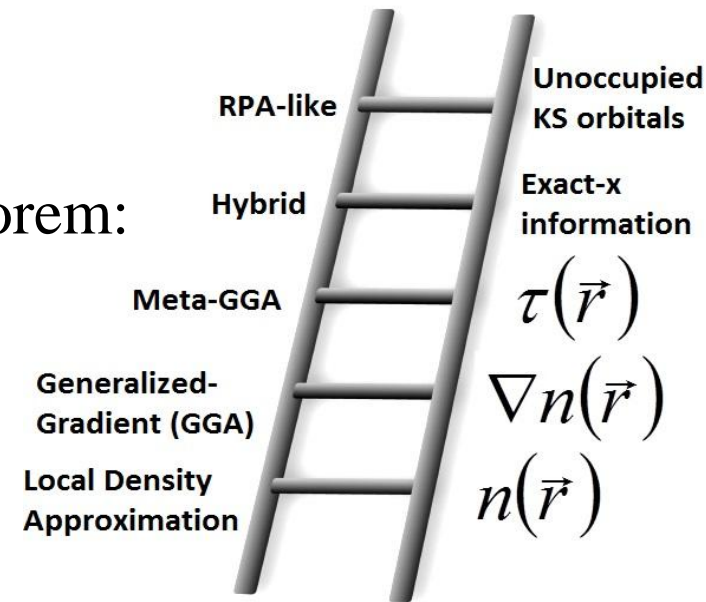 RPA-like
Unoccupied
KS orbitals
orem:
Hybrid
Exact-x
information
Meta-GGA
τ(r⃗)
Generalized-
Gradient (GGA)
∇n(r⃗)
Local Density
Approximation
n(r⃗)